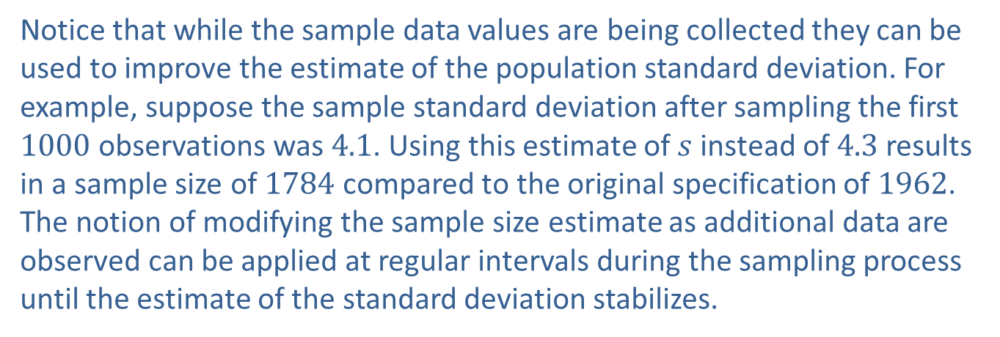 Notice that while the sample data values are being collected they can be
used to improve the estimate of the population standard deviation. For
example, suppose the sample standard deviation after sampling the first
1000 observations was 4.1. Using this estimate of s instead of 4.3 results
in a sample size of 1784 compared to the original specification of 1962.
The notion of modifying the sample size estimate as additional data are
observed can be applied at regular intervals during the sampling process
until the estimate of the standard deviation stabilizes.